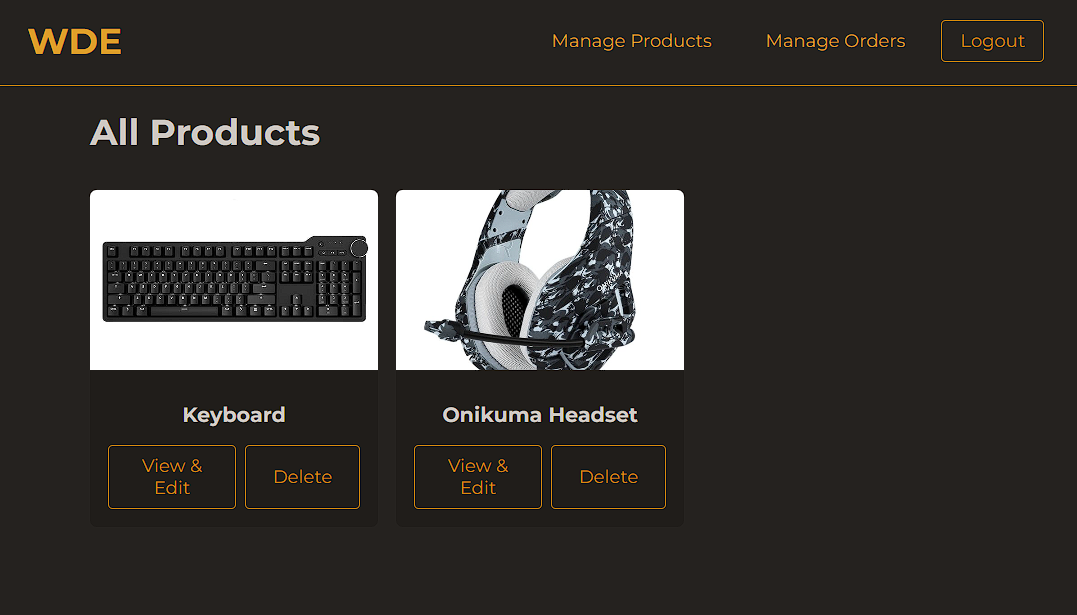 WDE
Manage Products
Manage Orders
Logout
All Products
Keyboard
View &
Edit
Delete
Onikuma Headset
View &
Edit
Delete